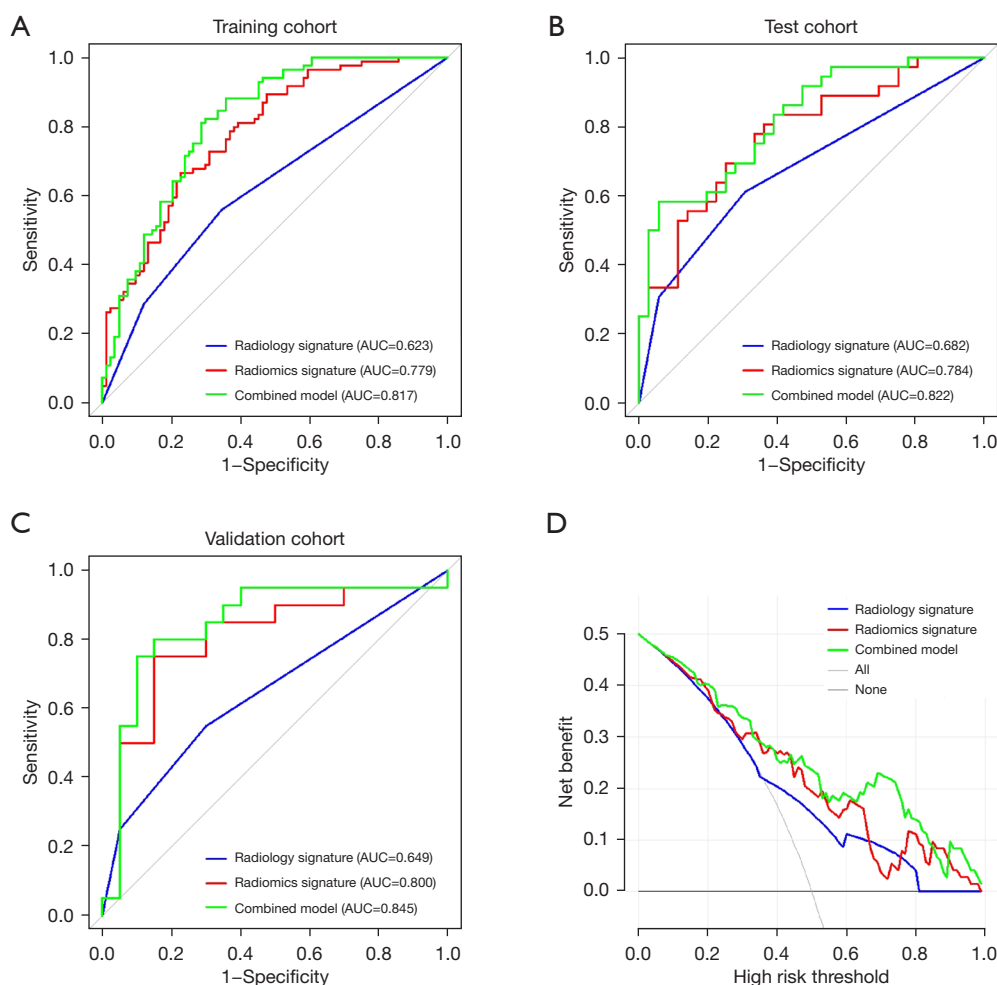 A
Training cohort
1.0
0.8
0.6
0.4
0.2
0.0
Sensitivity
Radiology signature (AUC=0.623)
Radiomics signature (AUC=0.779)
Combined model (AUC=0.817)
0.0 0.2 0.4 0.6 0.8 1.0
1–Specificity
B
Test cohort
1.0
0.8
0.6
0.4
0.2
0.0
Sensitivity
Radiology signature (AUC=0.682)
Radiomics signature (AUC=0.784)
Combined model (AUC=0.822)
0.0 0.2 0.4 0.6 0.8 1.0
1–Specificity
C
Validation cohort
1.0
0.8
0.6
0.4
0.2
0.0
Sensitivity
Radiology signature (AUC=0.649)
Radiomics signature (AUC=0.800)
Combined model (AUC=0.845)
0.0 0.2 0.4 0.6 0.8 1.0
1–Specificity
D
Radiology signature
Radiomics signature
Combined model
All
None
0.5
0.4
0.3
0.2
0.1
0.0
Net benefit
0.0 0.2 0.4 0.6 0.8 1.0
High risk threshold